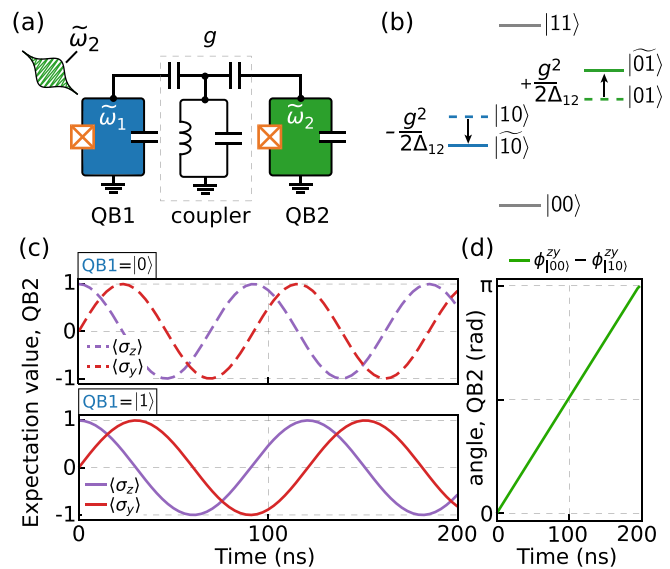 (a)
ω̃₂
g
ω̃₁
ω̃₂
QB1
coupler
QB2
(b)
|11⟩
+g²/2Δ₁₂
|01̃⟩
|01⟩
-g²/2Δ₁₂
|10⟩
|10̃⟩
|00⟩
(c)
QB1=|0⟩
Expectation value, QB2
1
0
-1
⟨σz⟩
⟨σy⟩
QB1=|1⟩
1
0
-1
⟨σz⟩
⟨σy⟩
0
100
200
Time (ns)
(d)
ϕ^{zy}_{|00⟩} − ϕ^{zy}_{|10⟩}
angle, QB2 (rad)
π
0
0
100
200
Time (ns)